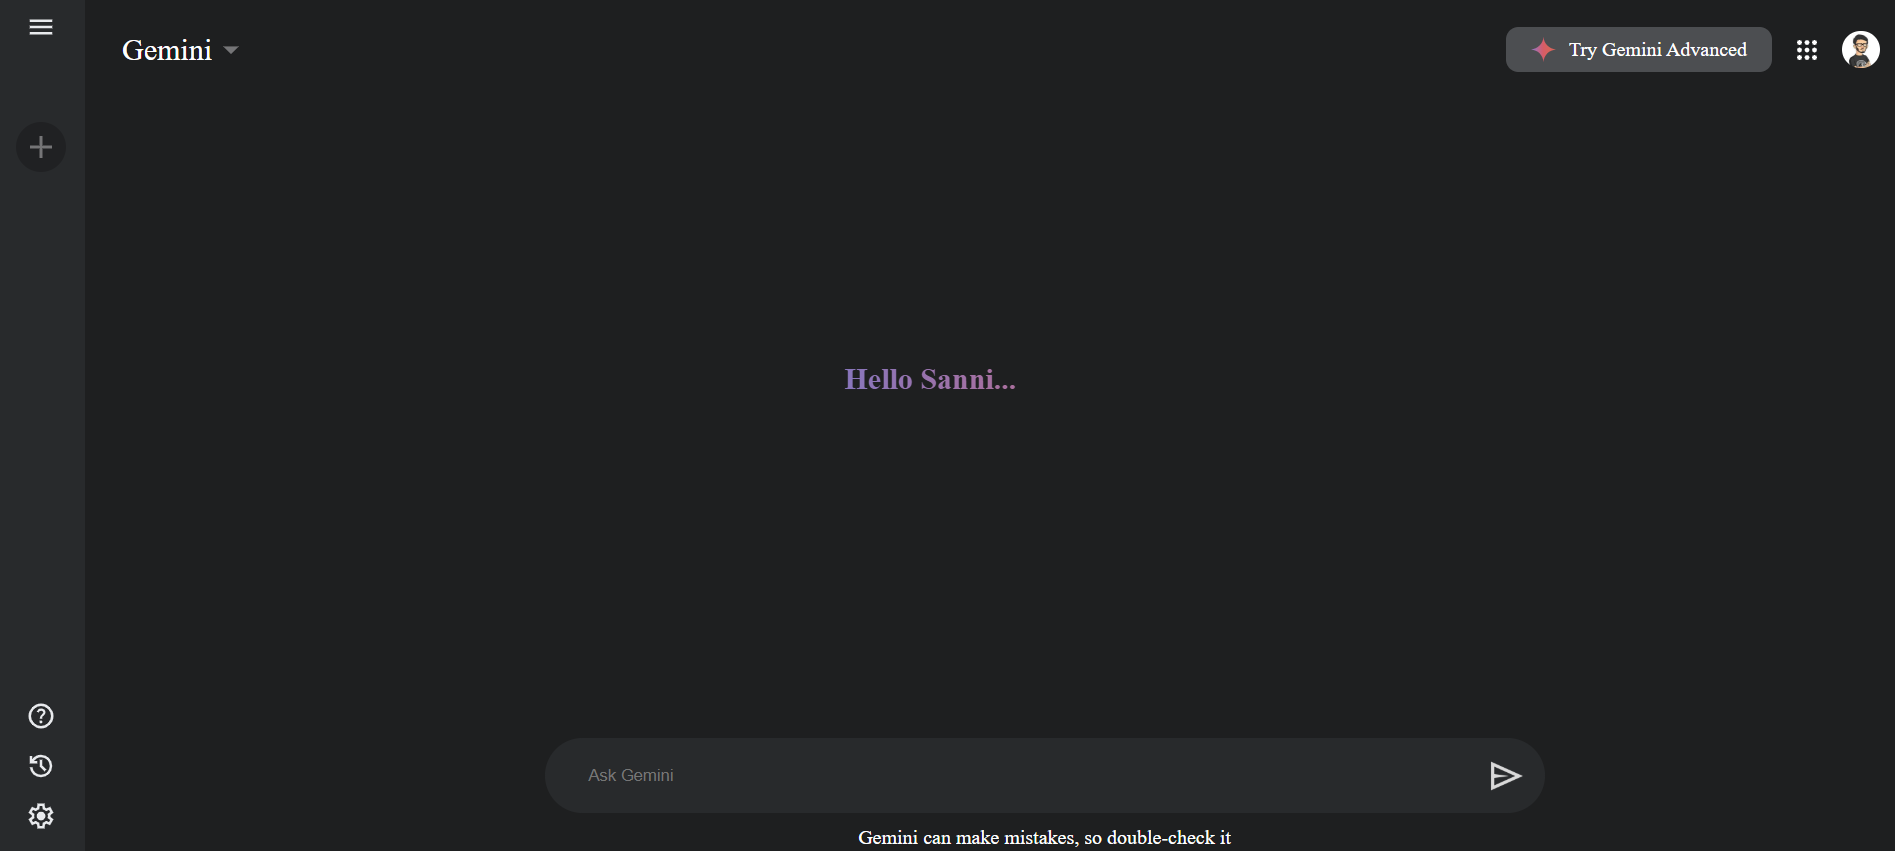 Gemini
Try Gemini Advanced
Hello Sanni...
Ask Gemini
Gemini can make mistakes, so double-check it